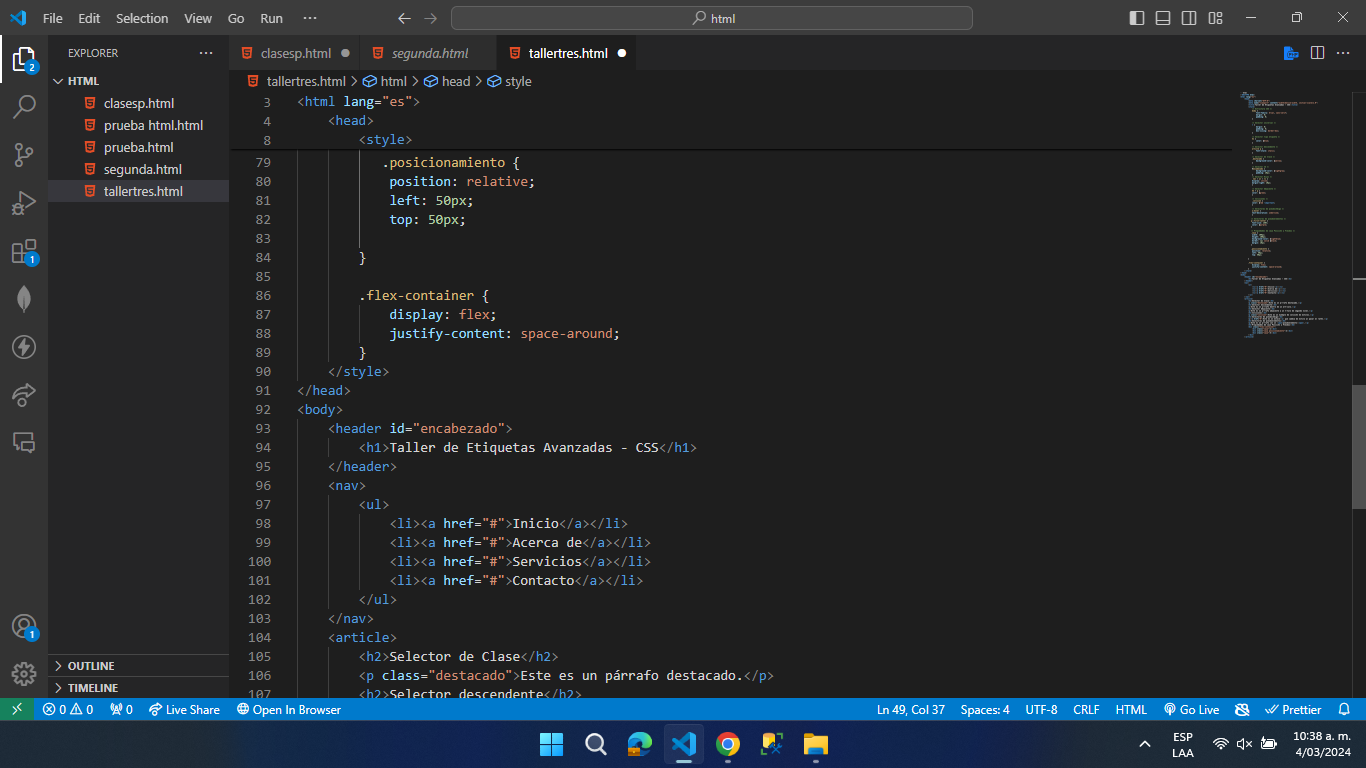 File Edit Selection View Go Run ··· html
EXPLORER ···
clasesp.html segunda.html tallertres.html
HTML
clasesp.html
prueba html.html
prueba.html
segunda.html
tallertres.html
OUTLINE
TIMELINE
tallertres.html > html > head > style
3 <html lang="es">
4 <head>
8 <style>
79 .posicionamiento {
80 position: relative;
81 left: 50px;
82 top: 50px;
83
84 }
85
86 .flex-container {
87 display: flex;
88 justify-content: space-around;
89 }
90 </style>
91 </head>
92 <body>
93 <header id="encabezado">
94 <h1>Taller de Etiquetas Avanzadas - CSS</h1>
95 </header>
96 <nav>
97 <ul>
98 <li><a href="#">Inicio</a></li>
99 <li><a href="#">Acerca de</a></li>
100 <li><a href="#">Servicios</a></li>
101 <li><a href="#">Contacto</a></li>
102 </ul>
103 </nav>
104 <article>
105 <h2>Selector de Clase</h2>
106 <p class="destacado">Este es un párrafo destacado.</p>
107 <h2>Selector descendente</h2>
2
1
1
0 0 0 Live Share Open In Browser Ln 49, Col 37 Spaces: 4 UTF-8 CRLF HTML Go Live Prettier
ESP
LAA
10:38 a. m.
4/03/2024